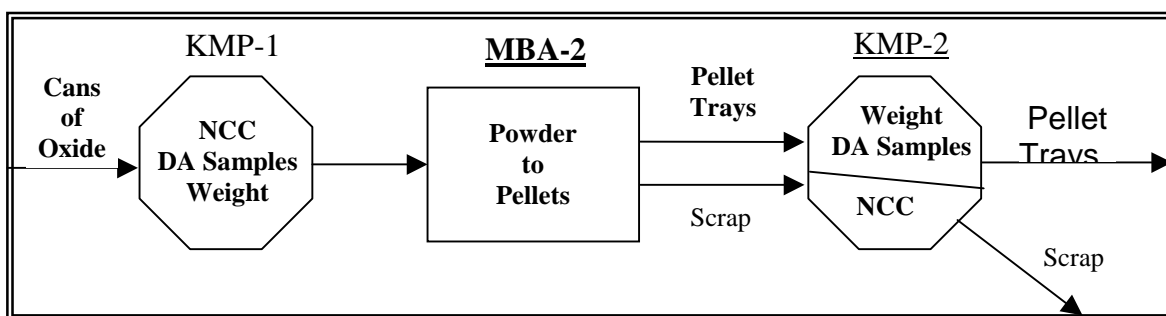 KMP-1
MBA-2
KMP-2
Cans
of
Oxide
NCC
DA Samples
Weight
Powder
to
Pellets
Pellet
Trays
Scrap
Weight
DA Samples
NCC
Pellet
Trays
Scrap